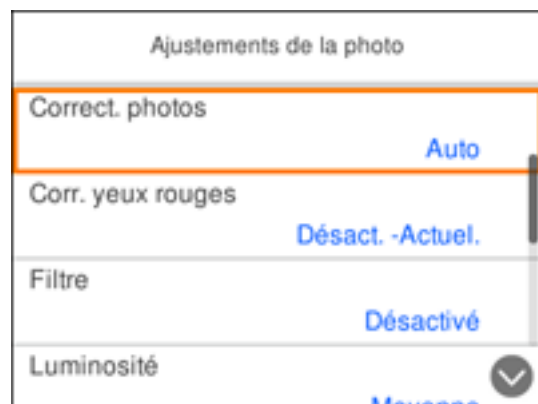 Ajustements de la photo
Correct. photos
Auto
Corr. yeux rouges
Désact. -Actuel.
Filtre
Désactivé
Luminosité